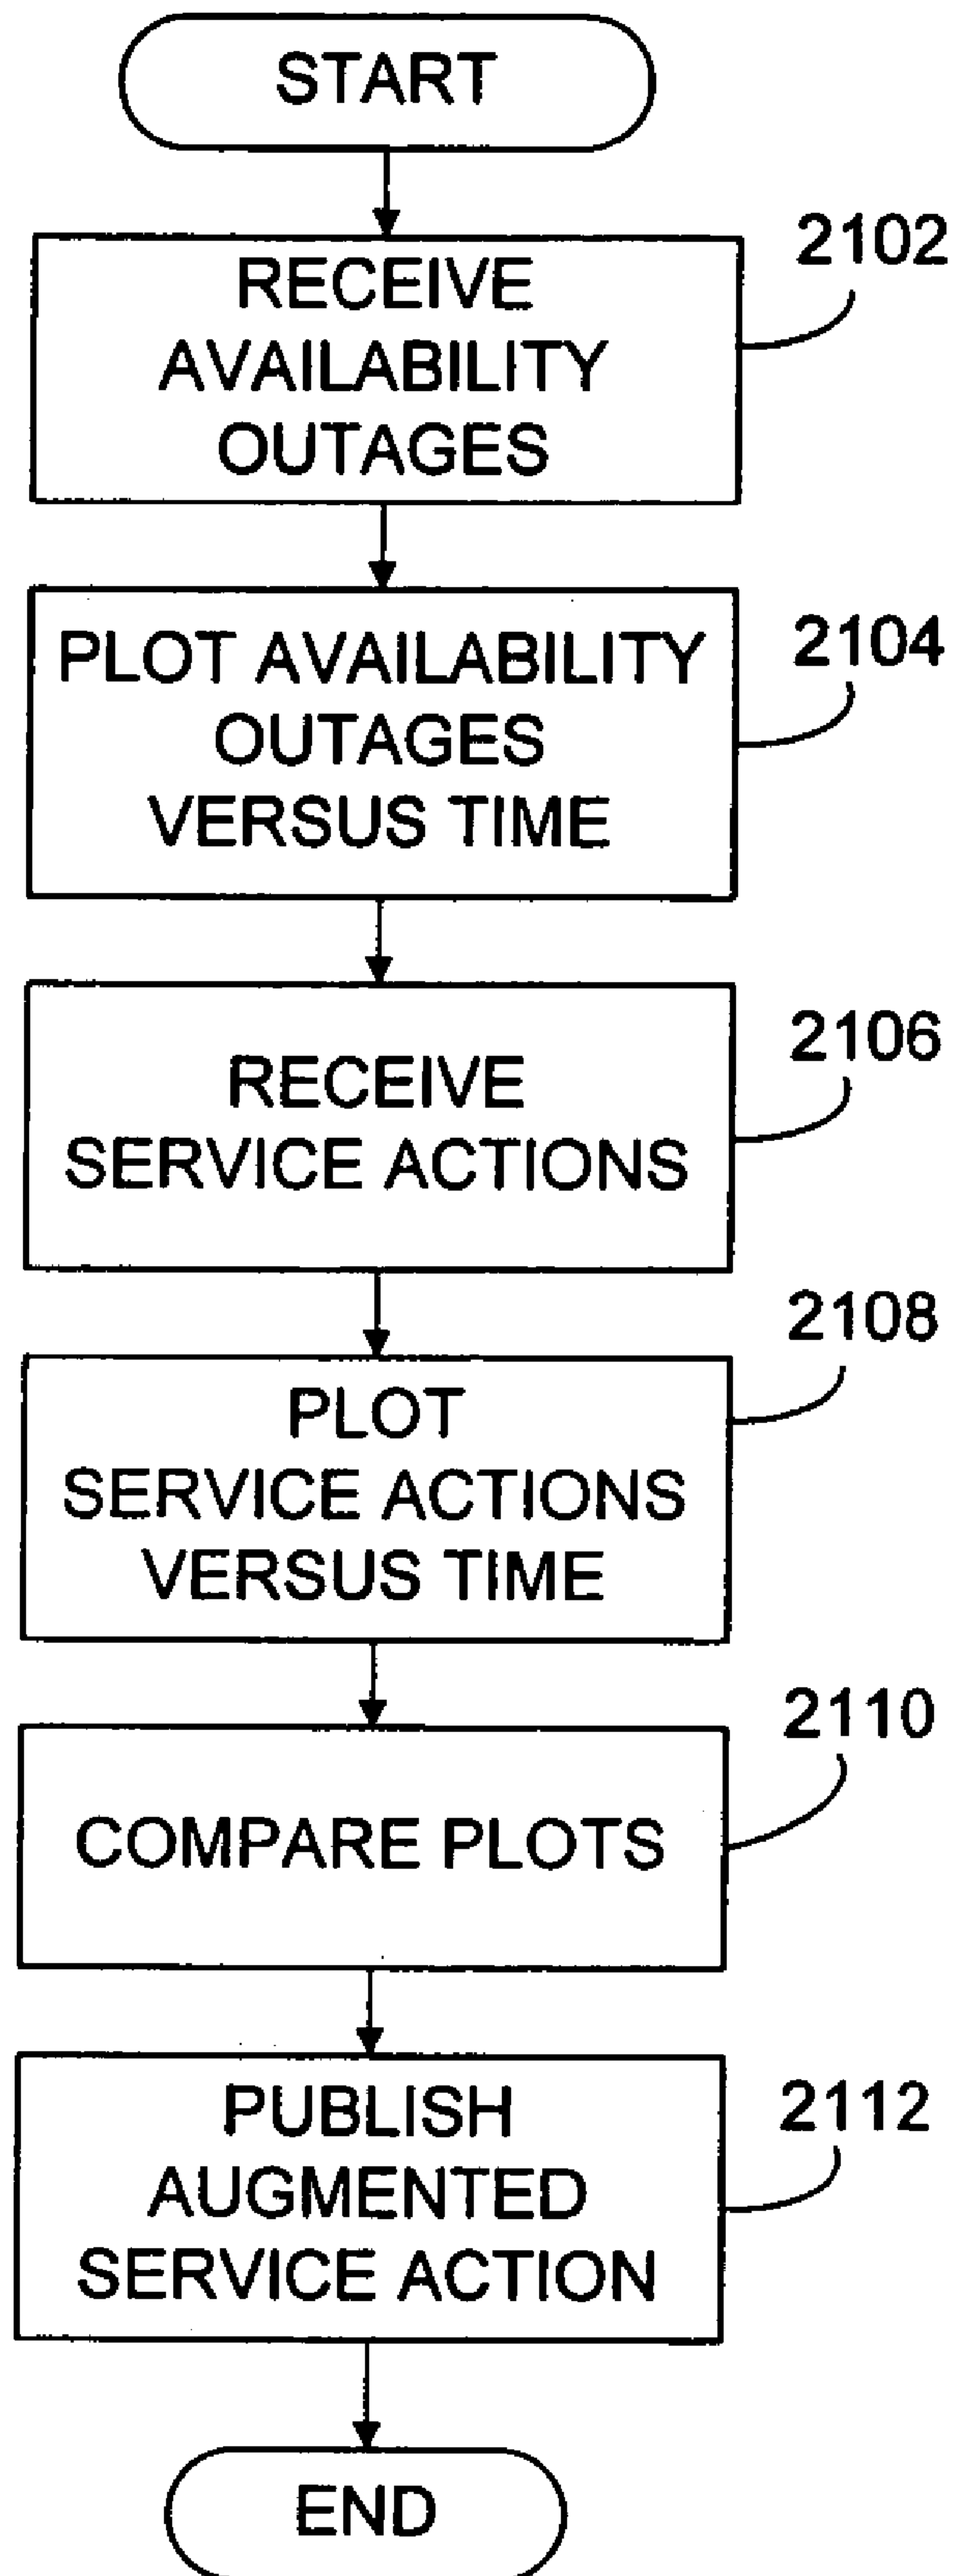 START
2102
RECEIVE
AVAILABILITY
OUTAGES
2104
PLOT AVAILABILITY
OUTAGES
VERSUS TIME
2106
RECEIVE
SERVICE ACTIONS
2108
PLOT
SERVICE ACTIONS
VERSUS TIME
2110
COMPARE PLOTS
2112
PUBLISH
AUGMENTED
SERVICE ACTION
END